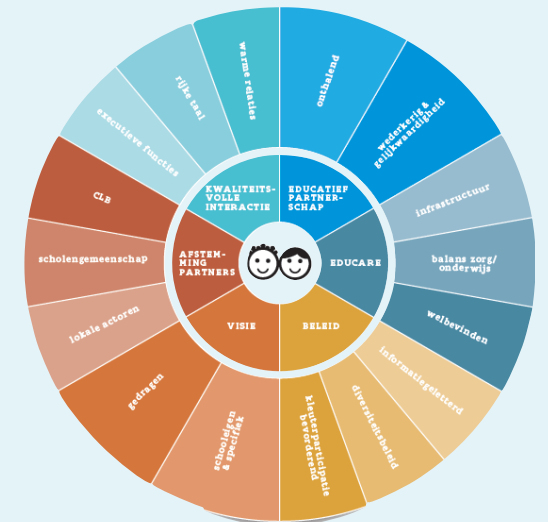 onthalend
wederkerig &
gelijkwaardigheid
infrastructuur
balans zorg/
onderwijs
welbevinden
informatiegeletterd
diversiteitsbeleid
kleuterparticipatie
bevorderend
schooleigen
& specifiek
gedragen
lokale actoren
scholengemeenschap
CLB
executieve functies
rijke taal
warme relaties
KWALITEITS-
VOLLE
INTERACTIE
EDUCATIEF
PARTNER-
SCHAP
EDUCARE
BELEID
VISIE
AFSTEM-
MING
PARTNERS